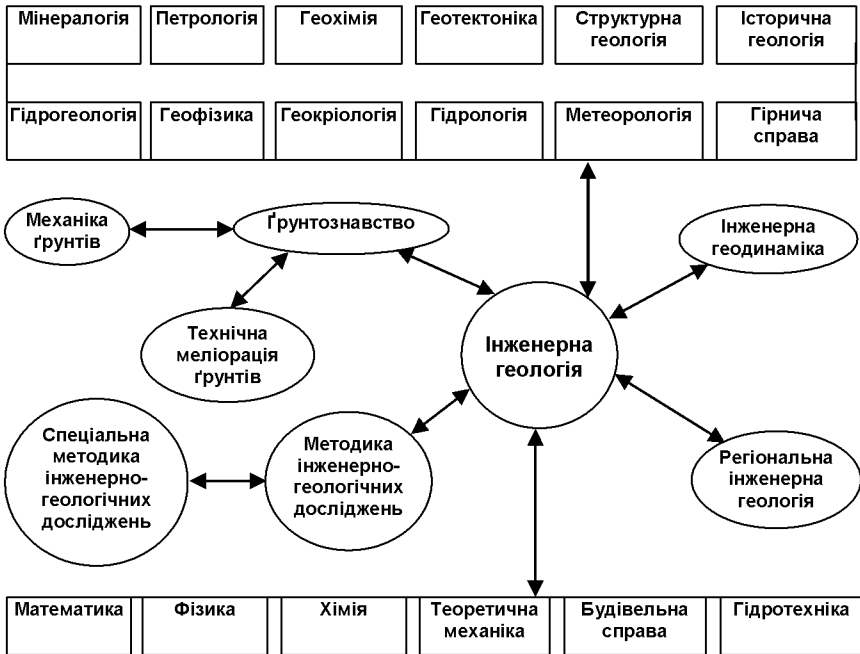 Мінералогія
Петрологія
Геохімія
Геотектоніка
Структурна
геологія
Історична
геологія
Гідрогеологія
Геофізика
Геокріологія
Гідрологія
Метеорологія
Гірнича
справа
Механіка
ґрунтів
Ґрунтознавство
Інженерна
геодинаміка
Технічна
меліорація
ґрунтів
Інженерна
геологія
Спеціальна
методика
інженерно-
геологічних
досліджень
Методика
інженерно-
геологічних
досліджень
Регіональна
інженерна
геологія
Математика
Фізика
Хімія
Теоретична
механіка
Будівельна
справа
Гідротехніка